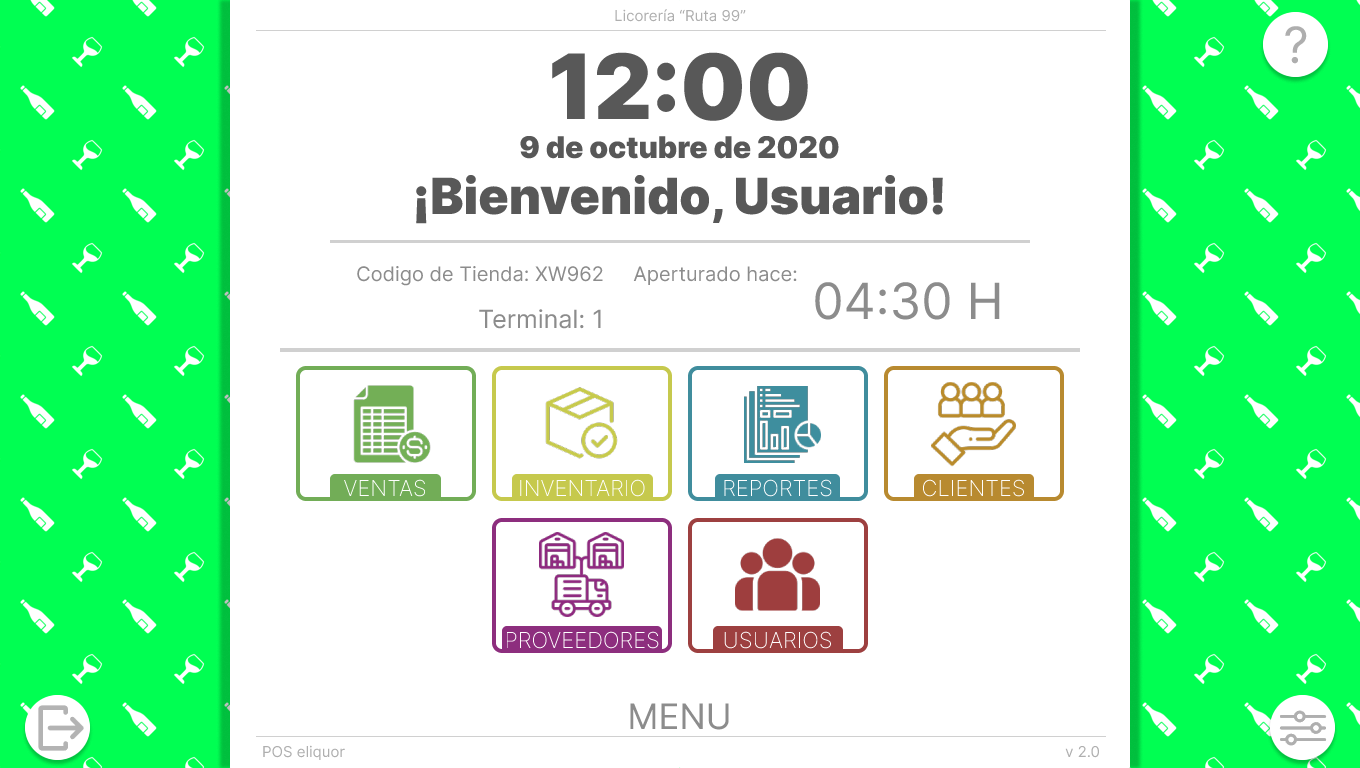 Licorería “Ruta 99”
?
12:00
9 de octubre de 2020
¡Bienvenido, Usuario!
Codigo de Tienda: XW962
Terminal: 1
Aperturado hace:
04:30 H
VENTAS
INVENTARIO
REPORTES
CLIENTES
PROVEEDORES
USUARIOS
MENU
POS eliquor
v 2.0